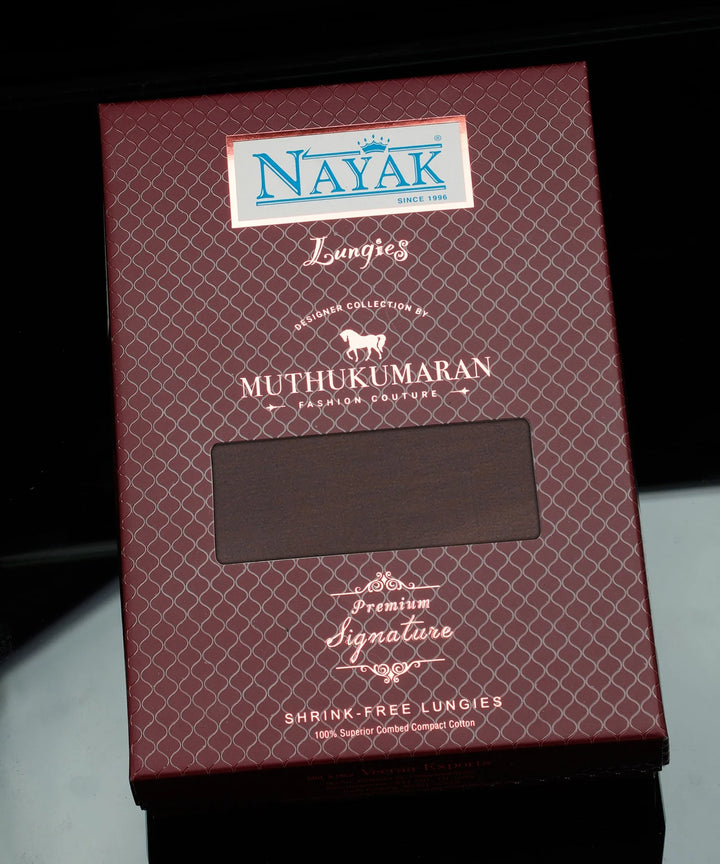 NAYAK®
SINCE 1996
Lungies
DESIGNER COLLECTION BY
MUTHUKUMARAN
FASHION COUTURE
Premium
Signature
SHRINK-FREE LUNGIES
100% Superior Combed Compact Cotton
Exports